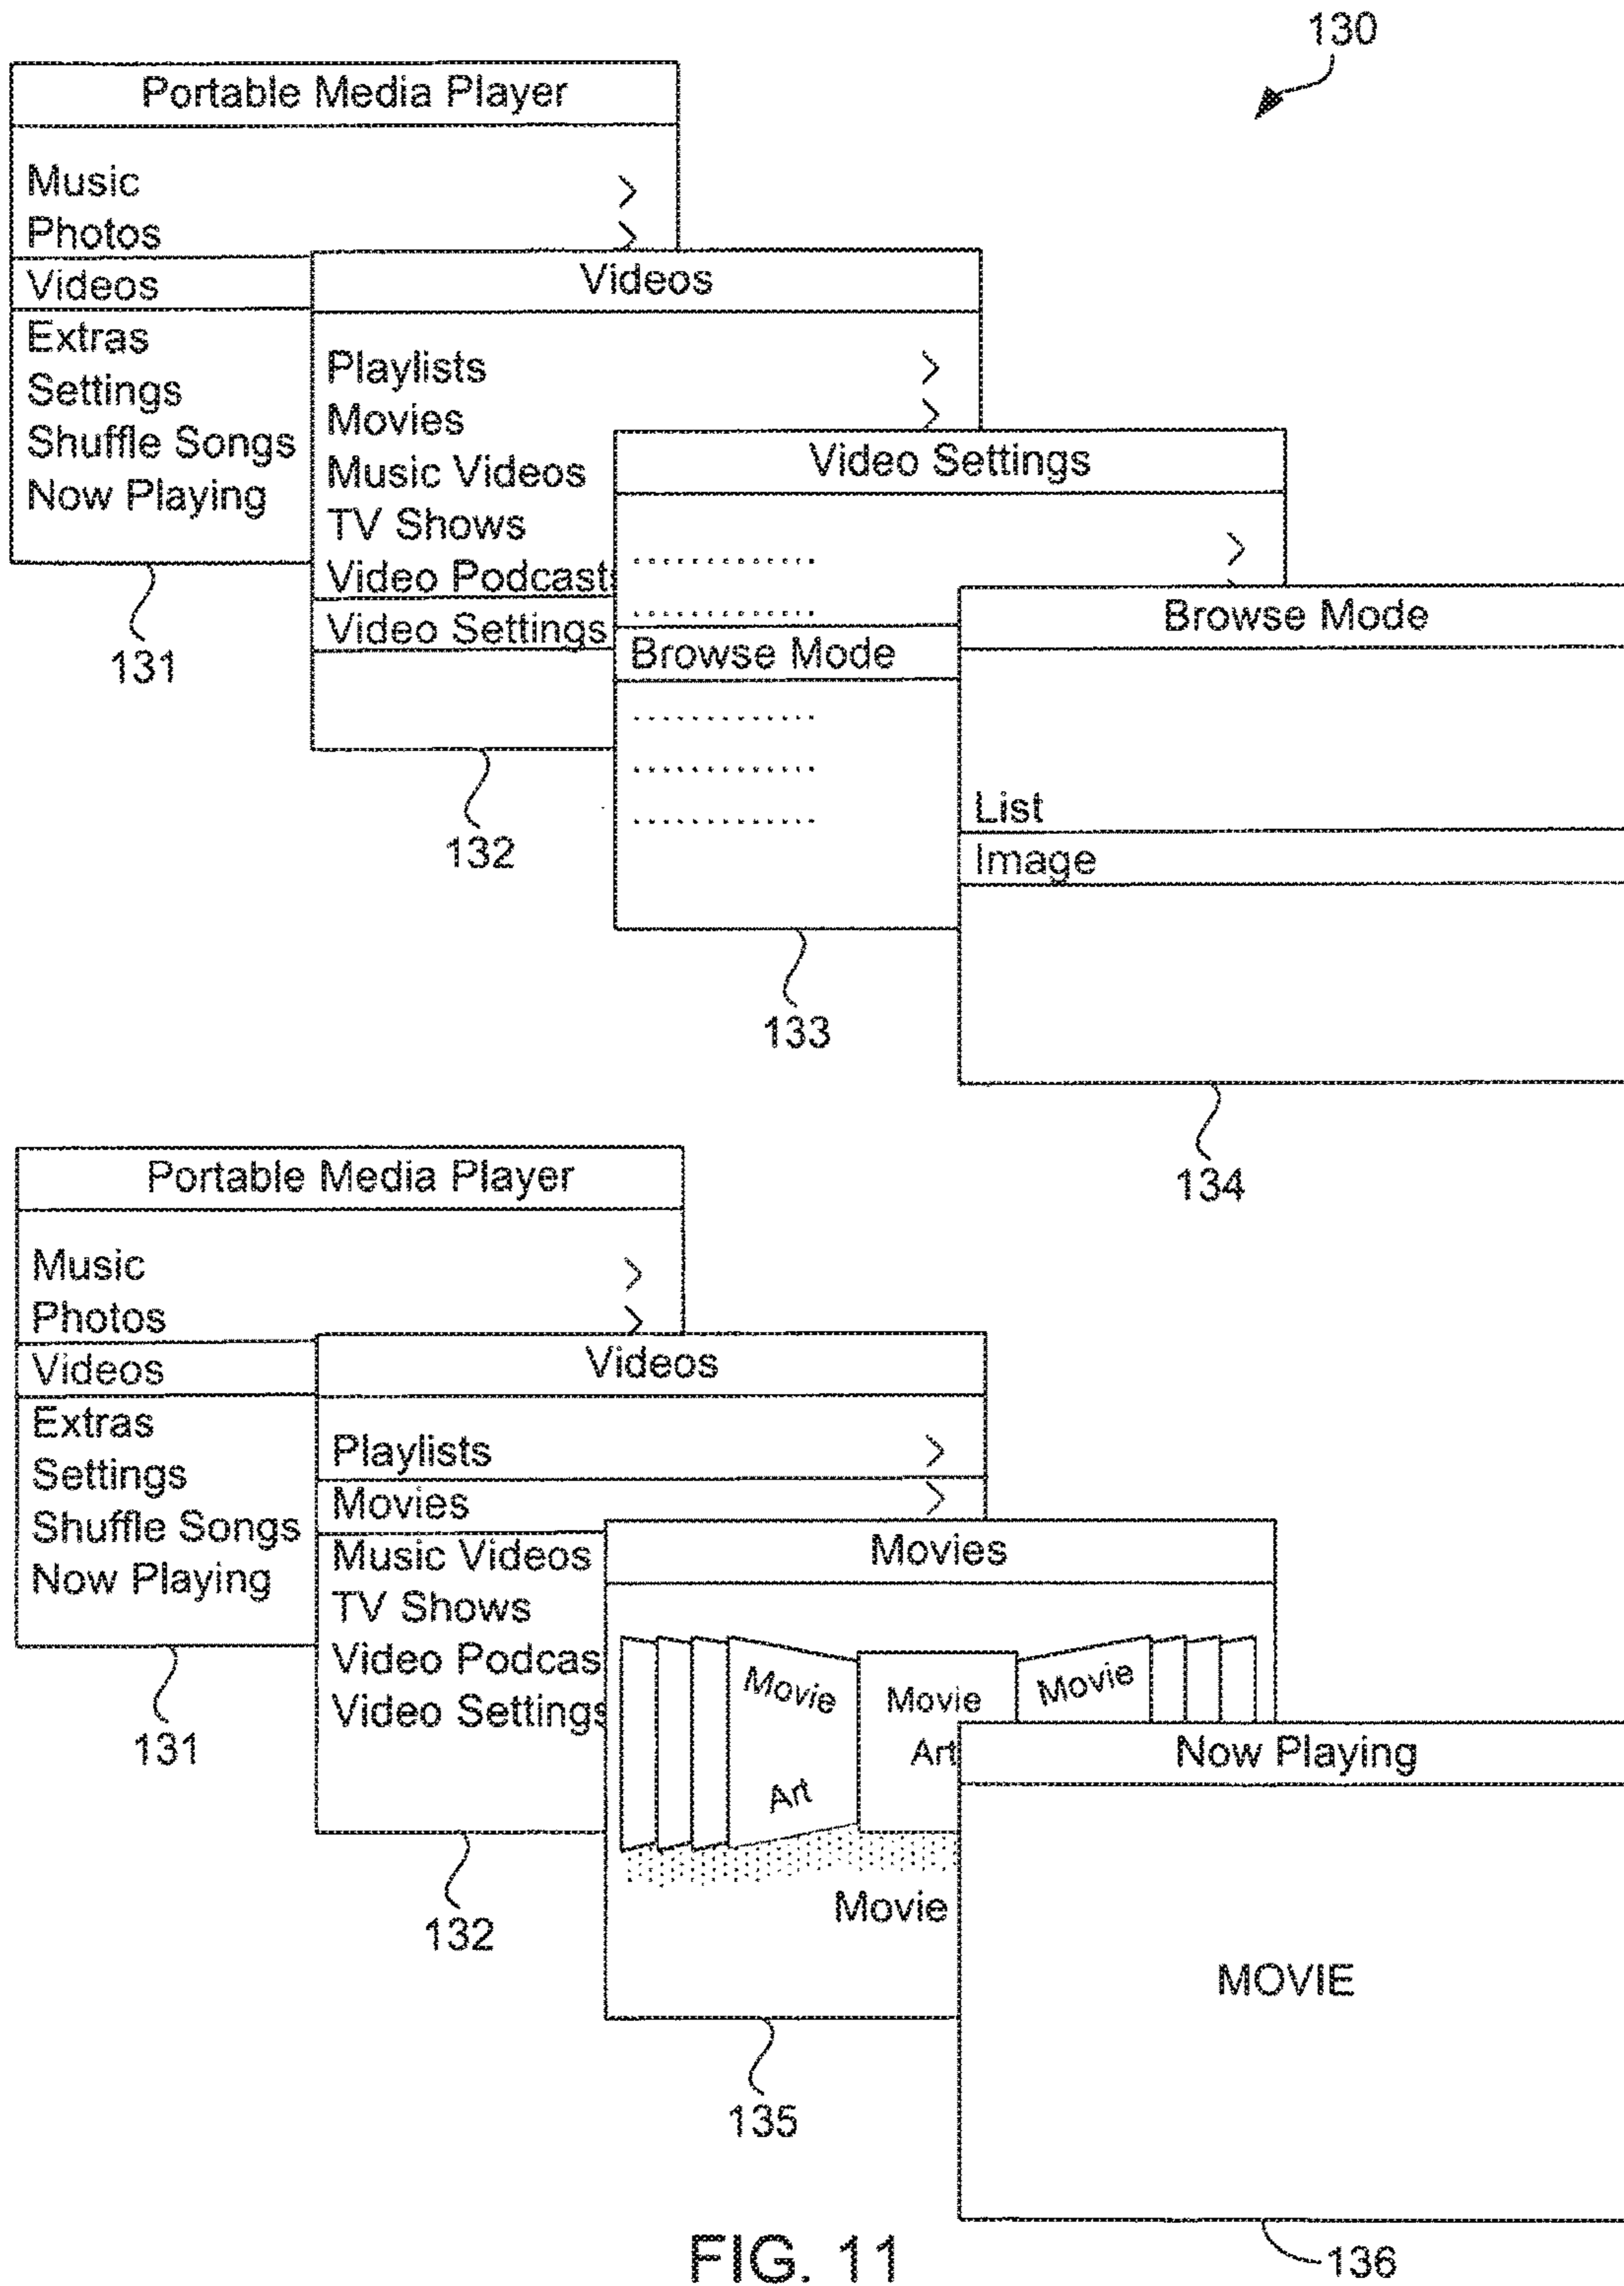 130
Portable Media Player
Music >
Photos >
Videos
Extras
Settings
Shuffle Songs
Now Playing
131
Videos
Playlists >
Movies >
Music Videos
TV Shows
Video Podcasts
Video Settings
132
Video Settings
............. >
.............
Browse Mode
.............
.............
.............
133
Browse Mode
List
Image
134
Portable Media Player
Music >
Photos >
Videos
Extras
Settings
Shuffle Songs
Now Playing
131
Videos
Playlists >
Movies >
Music Videos
TV Shows
Video Podcas
Video Settings
132
Movies
Movie
Art
Movie
Art
Movie
Movie
135
Now Playing
MOVIE
136
FIG. 11